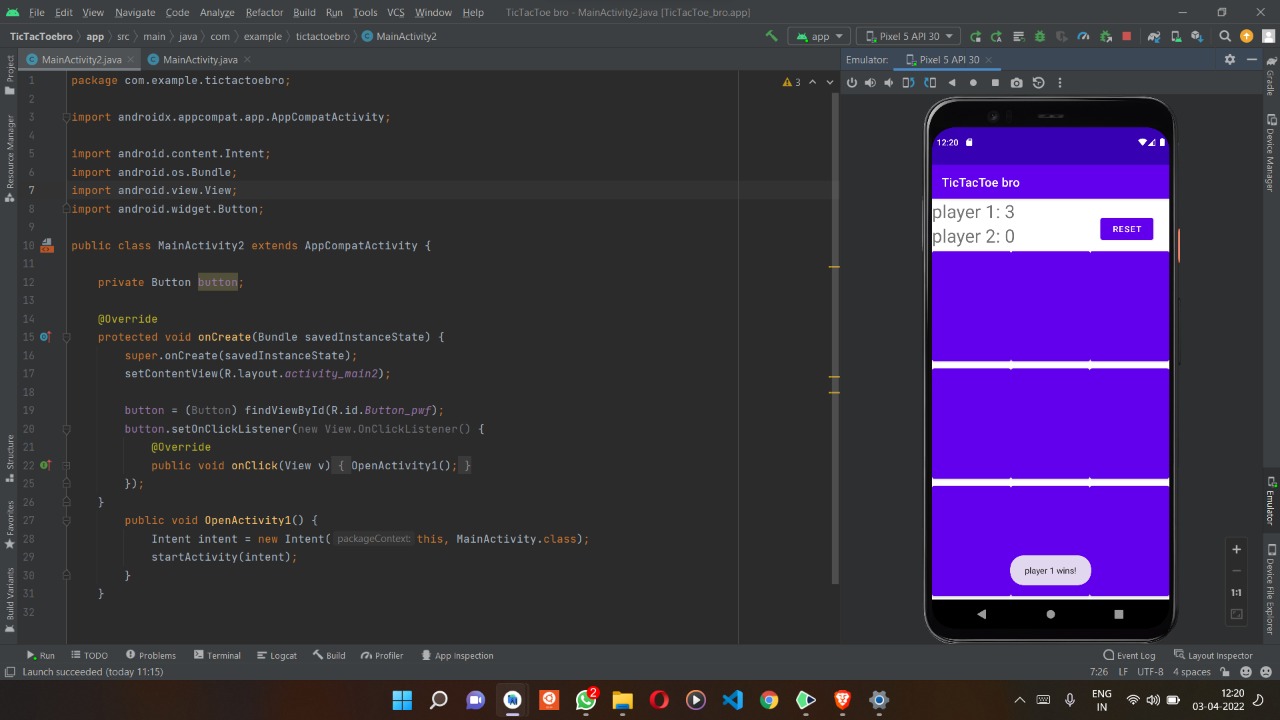 File Edit View Navigate Code Analyze Refactor Build Run Tools VCS Window Help TicTacToe bro - MainActivity2.java [TicTacToe_bro.app]
TicTacToebro app src main java com example tictactoebro MainActivity2 app Pixel 5 API 30
MainActivity2.java MainActivity.java Emulator: Pixel 5 API 30
Project
Resource Manager
Structure
Favorites
Build Variants
1 package com.example.tictactoebro;
2
3 import androidx.appcompat.app.AppCompatActivity;
4
5 import android.content.Intent;
6 import android.os.Bundle;
7 import android.view.View;
8 import android.widget.Button;
9
10 public class MainActivity2 extends AppCompatActivity {
11
12 private Button button;
13
14 @Override
15 protected void onCreate(Bundle savedInstanceState) {
16 super.onCreate(savedInstanceState);
17 setContentView(R.layout.activity_main2);
18
19 button = (Button) findViewById(R.id.Button_pwf);
20 button.setOnClickListener(new View.OnClickListener() {
21 @Override
22 public void onClick(View v) { OpenActivity1(); }
25 });
26 }
27 public void OpenActivity1() {
28 Intent intent = new Intent( packageContext: this, MainActivity.class);
29 startActivity(intent);
30 }
31 }
32
3
12:20
TicTacToe bro
player 1: 3
player 2: 0
RESET
player 1 wins!
1:1
Gradle
Device Manager
Emulator
Device File Explorer
Run TODO Problems Terminal Logcat Build Profiler App Inspection Event Log Layout Inspector
Launch succeeded (today 11:15) 7:26 LF UTF-8 4 spaces
2
ENG
IN
12:20
03-04-2022